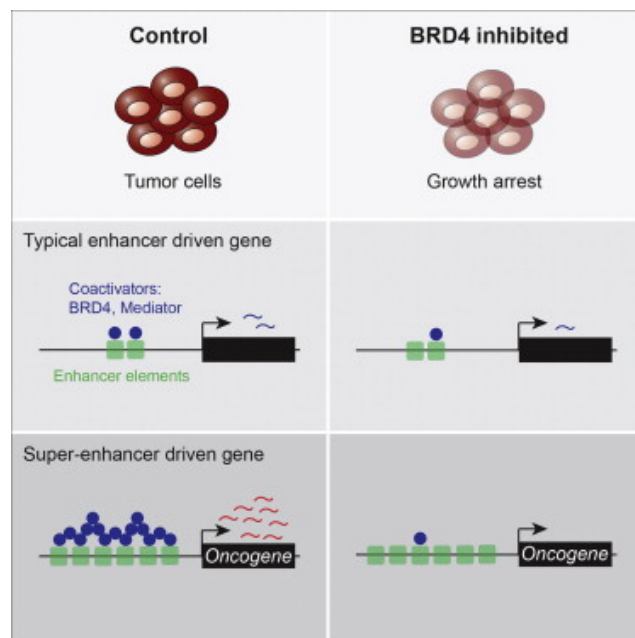 Control
BRD4 inhibited
Tumor cells
Growth arrest
Typical enhancer driven gene
Coactivators:
BRD4, Mediator
Enhancer elements
Super-enhancer driven gene
Oncogene
Oncogene